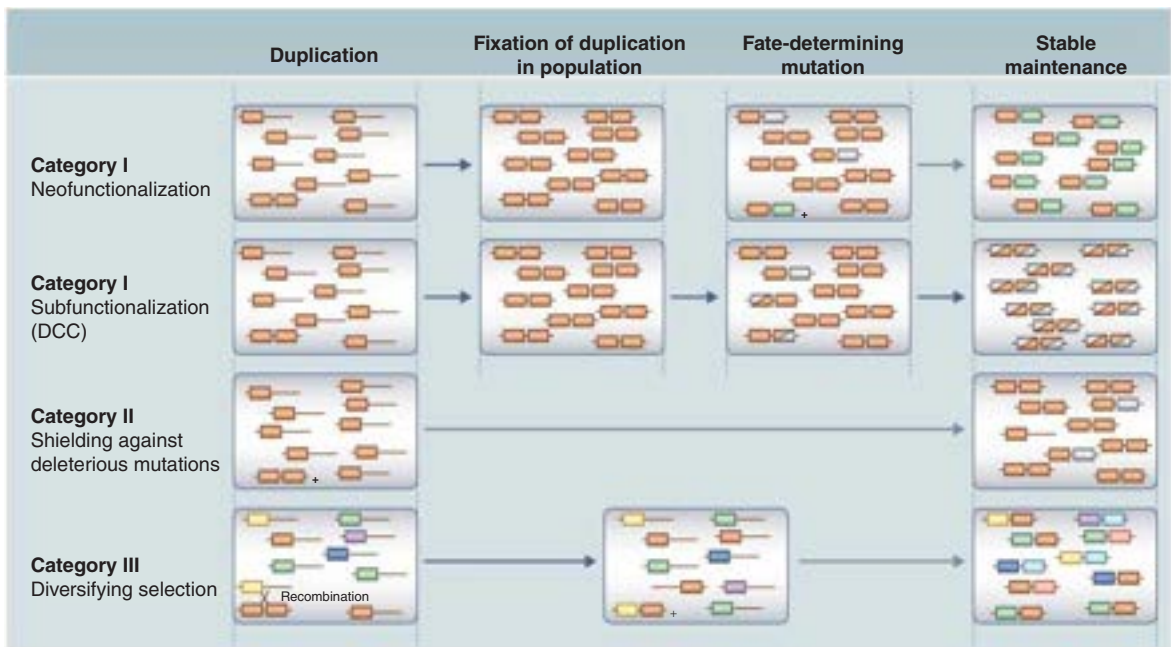 Duplication
Fixation of duplication
in population
Fate-determining
mutation
Stable
maintenance
Category I
Neofunctionalization
+
Category I
Subfunctionalization
(DCC)
Category II
Shielding against
deleterious mutations
+
Category III
Diversifying selection
Recombination
+